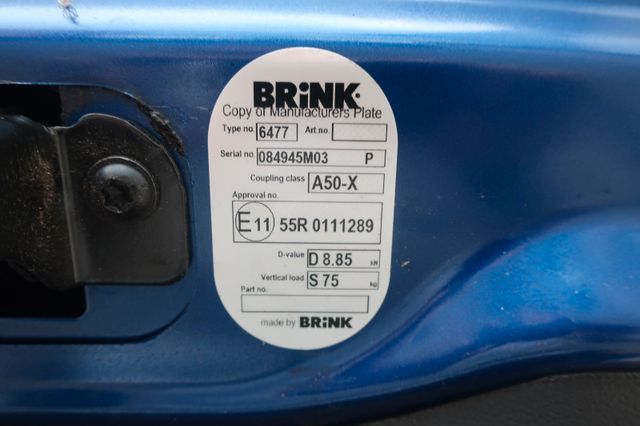 BRiNK
Copy of Manufacturers Plate
Type no 6477 Art.no
Serial no 084945M03 P
Coupling class A50-X
Approval no.
E11 55R 0111289
D-value D 8.85 kN
Vertical load S 75 kg
Part no.
made by BRiNK